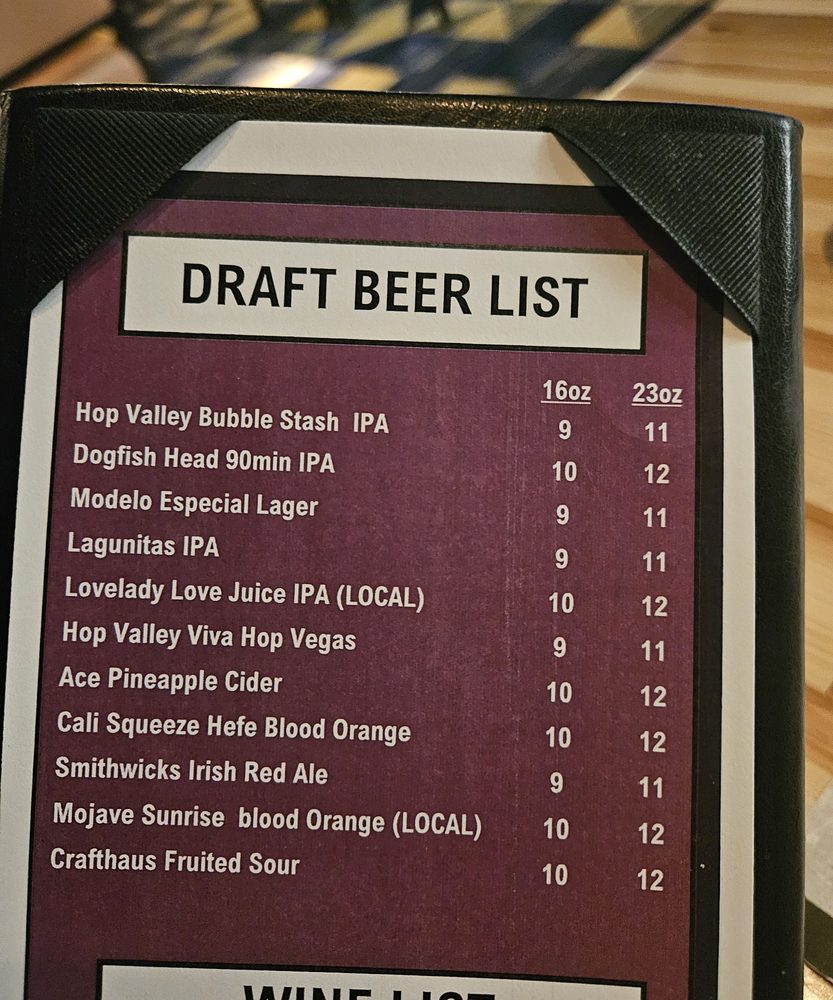 DRAFT BEER LIST
16oz 23oz
Hop Valley Bubble Stash IPA 9 11
Dogfish Head 90min IPA 10 12
Modelo Especial Lager 9 11
Lagunitas IPA 9 11
Lovelady Love Juice IPA (LOCAL) 10 12
Hop Valley Viva Hop Vegas 9 11
Ace Pineapple Cider 10 12
Cali Squeeze Hefe Blood Orange 10 12
Smithwicks Irish Red Ale 9 11
Mojave Sunrise blood Orange (LOCAL) 10 12
Crafthaus Fruited Sour 10 12
WINE LIST